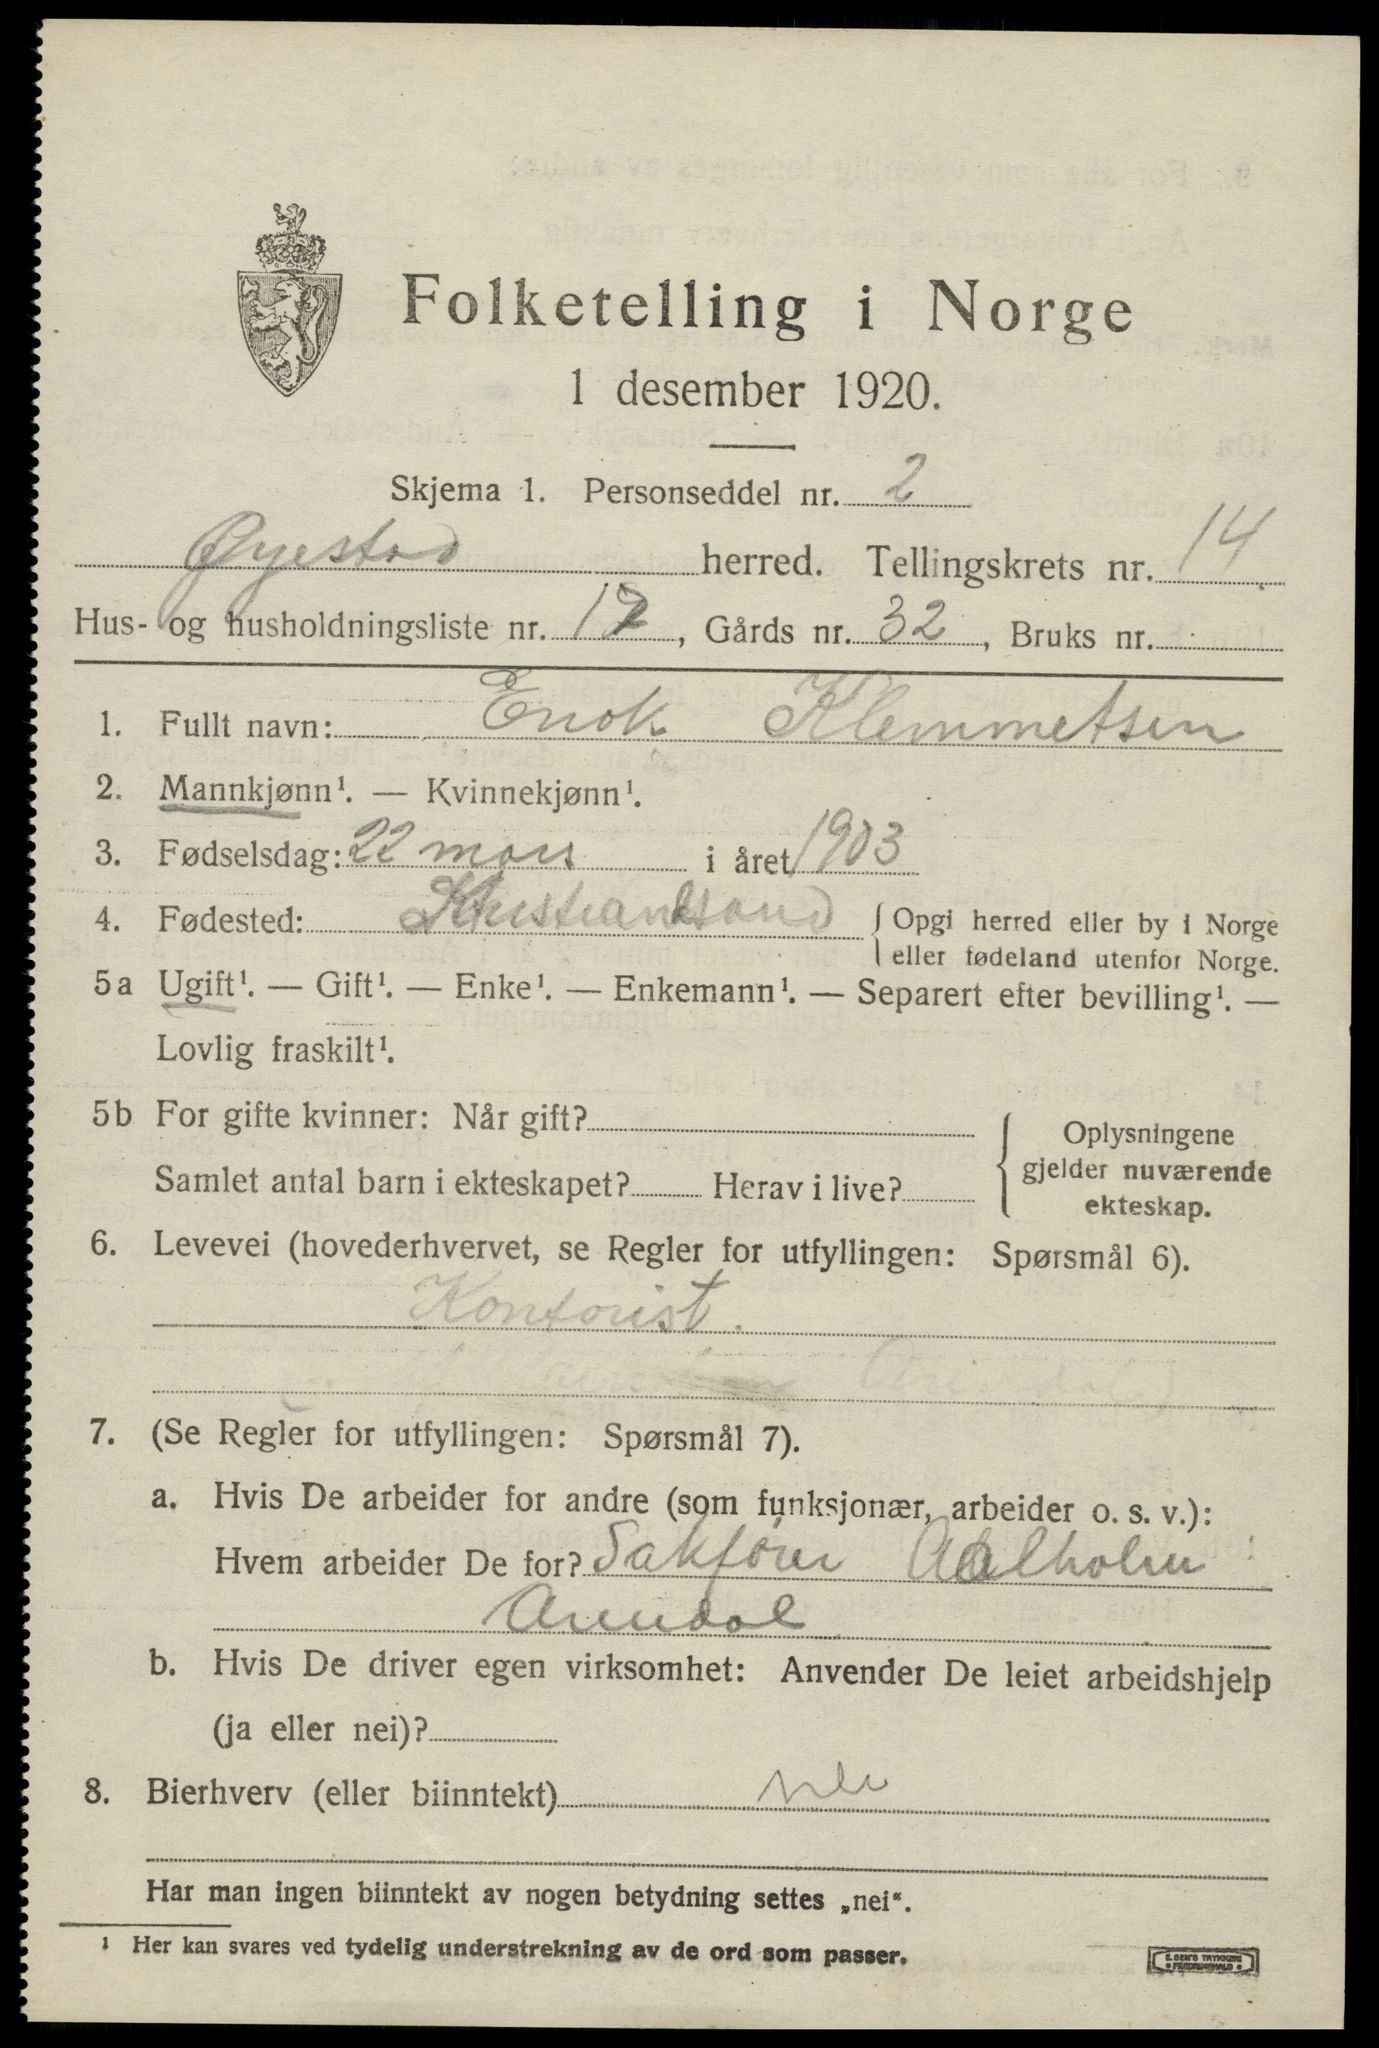 Folketelling i Norge
1 desember 1920.
Skjema 1. Personseddel nr. 2
Øyestad herred. Tellingskrets nr. 14
Hus- og husholdningsliste nr. 17, Gårds nr. 32, Bruks nr.
1. Fullt navn: Enok Klemmetsen
2. Mannkjønn¹. — Kvinnekjønn¹.
3. Fødselsdag: 22 mars i året 1903
4. Fødested: Kristiansand { Opgi herred eller by i Norge
eller fødeland utenfor Norge.
5a Ugift¹. — Gift¹. — Enke¹. — Enkemann¹. — Separert efter bevilling¹. —
Lovlig fraskilt¹.
5b For gifte kvinner: Når gift?
Samlet antal barn i ekteskapet? Herav i live?
{ Oplysningene
gjelder nuværende
ekteskap.
6. Levevei (hovederhvervet, se Regler for utfyllingen: Spørsmål 6).
Kontorist.
7. (Se Regler for utfyllingen: Spørsmål 7).
a. Hvis De arbeider for andre (som funksjonær, arbeider o. s. v.):
Hvem arbeider De for? Sakfører Aalholm
Arendal
b. Hvis De driver egen virksomhet: Anvender De leiet arbeidshjelp
(ja eller nei)?
8. Bierhverv (eller biinntekt) nei
Har man ingen biinntekt av nogen betydning settes „nei“.
¹ Her kan svares ved tydelig understrekning av de ord som passer.
E. SEM'S TRYKKERI
FREDRIKSHALD